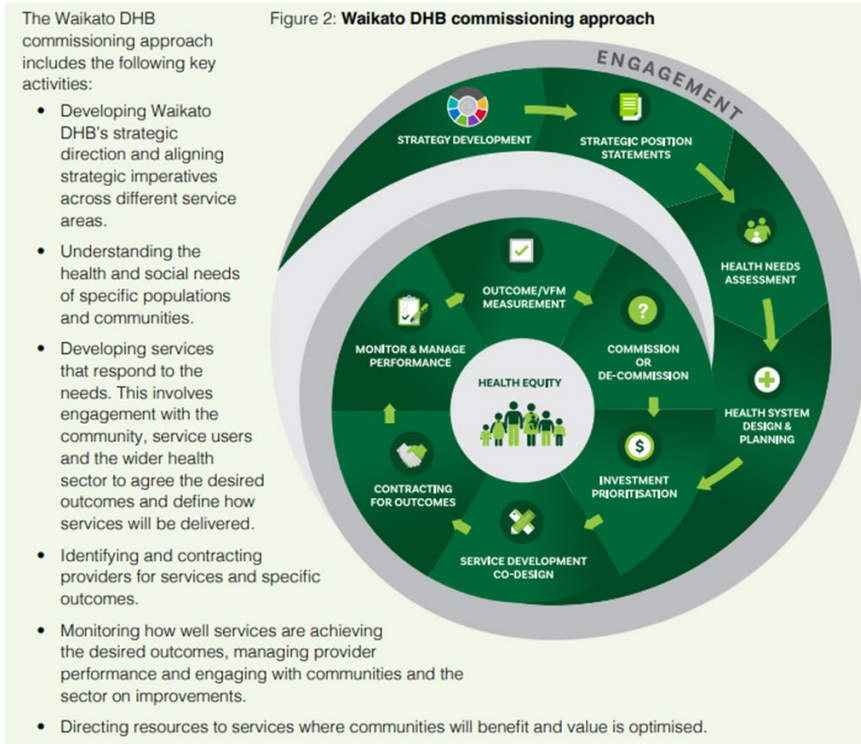 The Waikato DHB
commissioning approach
includes the following key
activities:
• Developing Waikato
DHB's strategic
direction and aligning
strategic imperatives
across different service
areas.
• Understanding the
health and social needs
of specific populations
and communities.
• Developing services
that respond to the
needs. This involves
engagement with the
community, service users
and the wider health
sector to agree the desired
outcomes and define how
services will be delivered.
• Identifying and contracting
providers for services and specific
outcomes.
• Monitoring how well services are achieving
the desired outcomes, managing provider
performance and engaging with communities and the
sector on improvements.
• Directing resources to services where communities will benefit and value is optimised.
Figure 2: Waikato DHB commissioning approach
ENGAGEMENT
STRATEGY DEVELOPMENT
STRATEGIC POSITION
STATEMENTS
HEALTH NEEDS
ASSESSMENT
HEALTH SYSTEM
DESIGN &
PLANNING
INVESTMENT
PRIORITISATION
SERVICE DEVELOPMENT
CO-DESIGN
CONTRACTING
FOR OUTCOMES
MONITOR & MANAGE
PERFORMANCE
OUTCOME/VFM
MEASUREMENT
?
COMMISSION
OR
DE-COMMISSION
$
HEALTH EQUITY